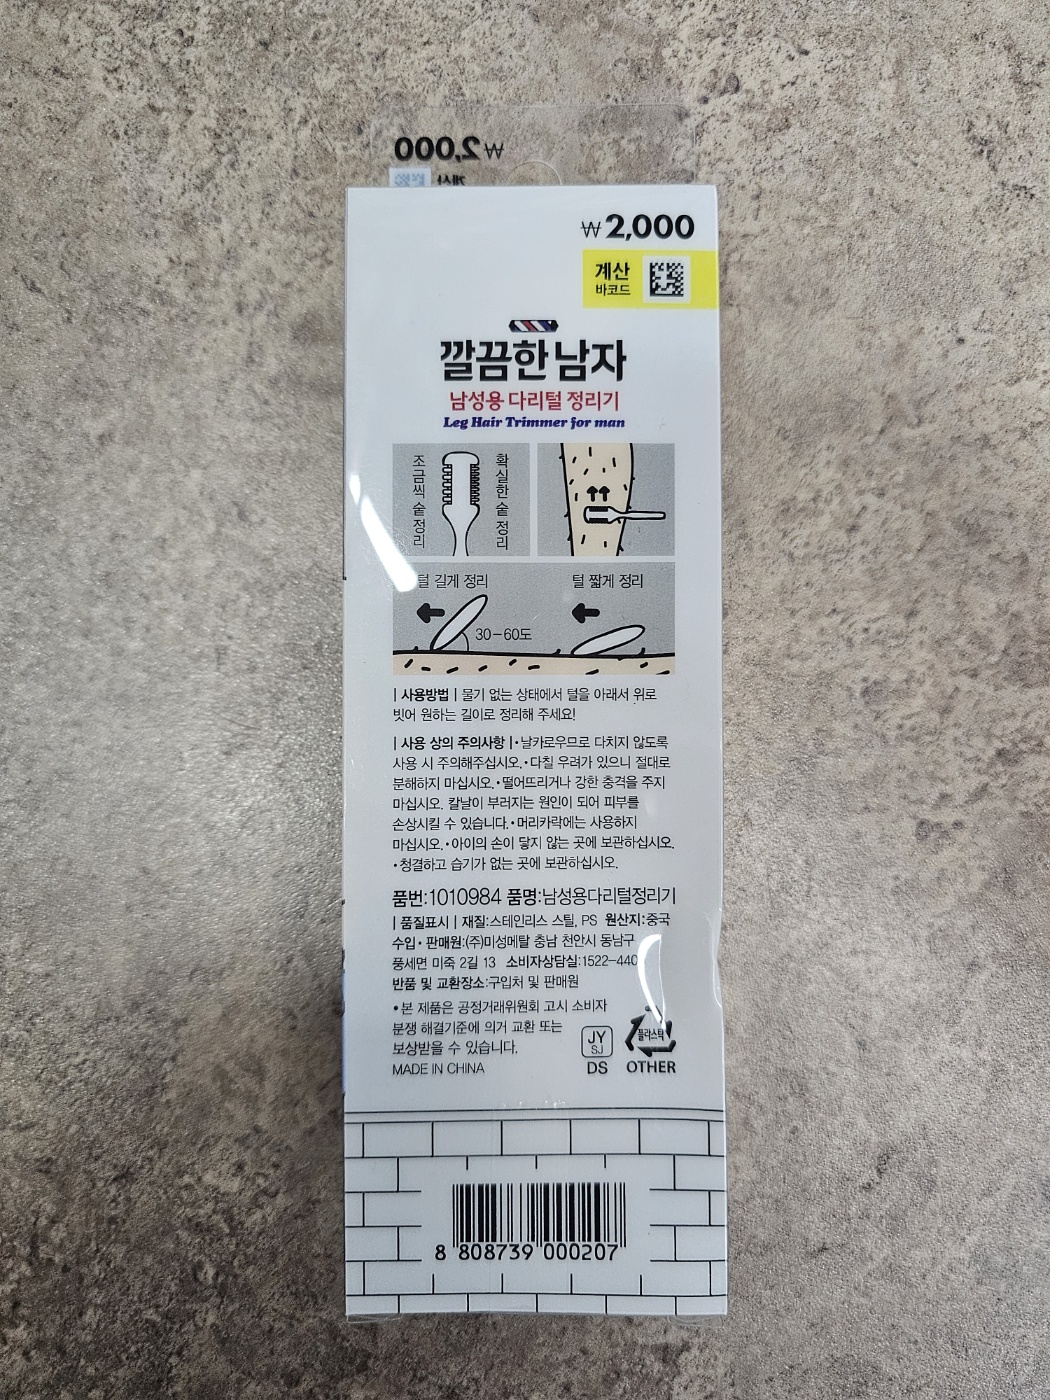 ₩2,000
계산
₩2,000
계산
바코드
깔끔한 남자
남성용 다리털 정리기
Leg Hair Trimmer for man
조금씩 숱 정리
확실한 숱 정리
털 길게 정리
털 짧게 정리
30-60도
| 사용방법 | 물기 없는 상태에서 털을 아래서 위로
빗어 원하는 길이로 정리해 주세요!
| 사용 상의 주의사항 |•날카로우므로 다치지 않도록
사용 시 주의해주십시오.•다칠 우려가 있으니 절대로
분해하지 마십시오.•떨어뜨리거나 강한 충격을 주지
마십시오. 칼날이 부러지는 원인이 되어 피부를
손상시킬 수 있습니다.•머리카락에는 사용하지
마십시오.•아이의 손이 닿지 않는 곳에 보관하십시오.
•청결하고 습기가 없는 곳에 보관하십시오.
품번:1010984 품명:남성용다리털정리기
| 품질표시 | 재질:스테인리스 스틸, PS 원산지:중국
수입•판매원:(주)미성메탈 충남 천안시 동남구
풍세면 미죽 2길 13 소비자상담실:1522-440
반품 및 교환장소:구입처 및 판매원
•본 제품은 공정거래위원회 고시 소비자
분쟁 해결기준에 의거 교환 또는
보상받을 수 있습니다.
MADE IN CHINA
JY
SJ
DS
플라스틱
OTHER
8 808739 000207